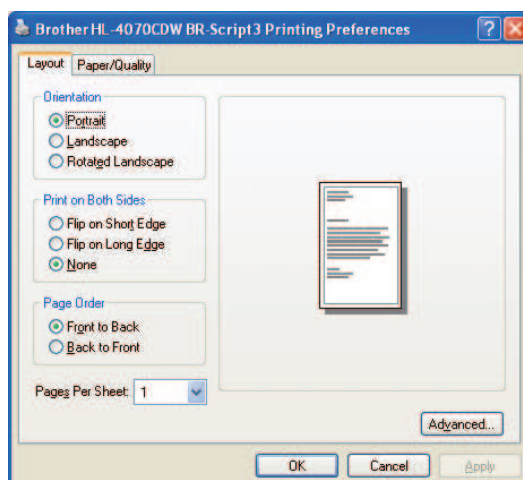 Brother HL-4070CDW BR-Script3 Printing Preferences
Layout
Paper/Quality
Orientation
Portrait
Landscape
Rotated Landscape
Print on Both Sides
Flip on Short Edge
Flip on Long Edge
None
Page Order
Front to Back
Back to Front
Pages Per Sheet: 1
Advanced...
OK
Cancel
Apply